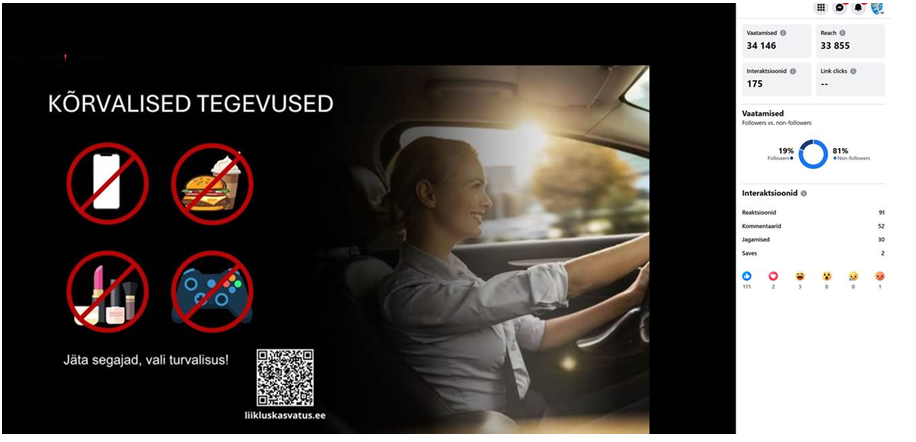 KÕRVALISED TEGEVUSED
Jäta segajad, vali turvalisus!
liikluskasvatus.ee
Vaatamised
34 146
Reach
33 855
Interaktsioonid
175
Link clicks
--
Vaatamised
Followers vs. non-followers
19%
Followers
81%
Non-followers
Interaktsioonid
Reaktsioonid 91
Kommentaarid 52
Jagamised 30
Saves 2
111 2 3 0 0 1